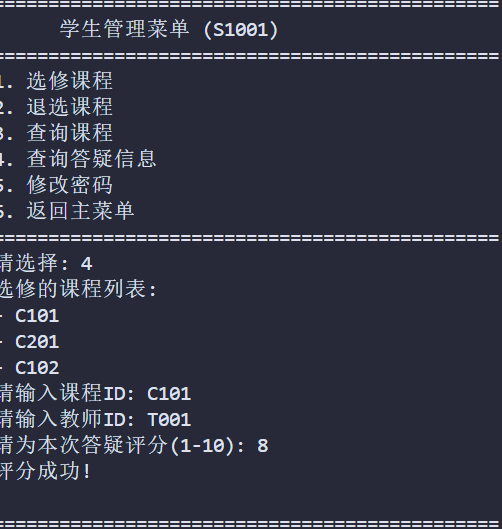 ==================================================
学生管理菜单 (S1001)
==================================================
1. 选修课程
2. 退选课程
3. 查询课程
4. 查询答疑信息
5. 修改密码
6. 返回主菜单
==================================================
请选择: 4
选修的课程列表:
- C101
- C201
- C102
请输入课程ID: C101
请输入教师ID: T001
请为本次答疑评分(1-10): 8
评分成功!
==================================================